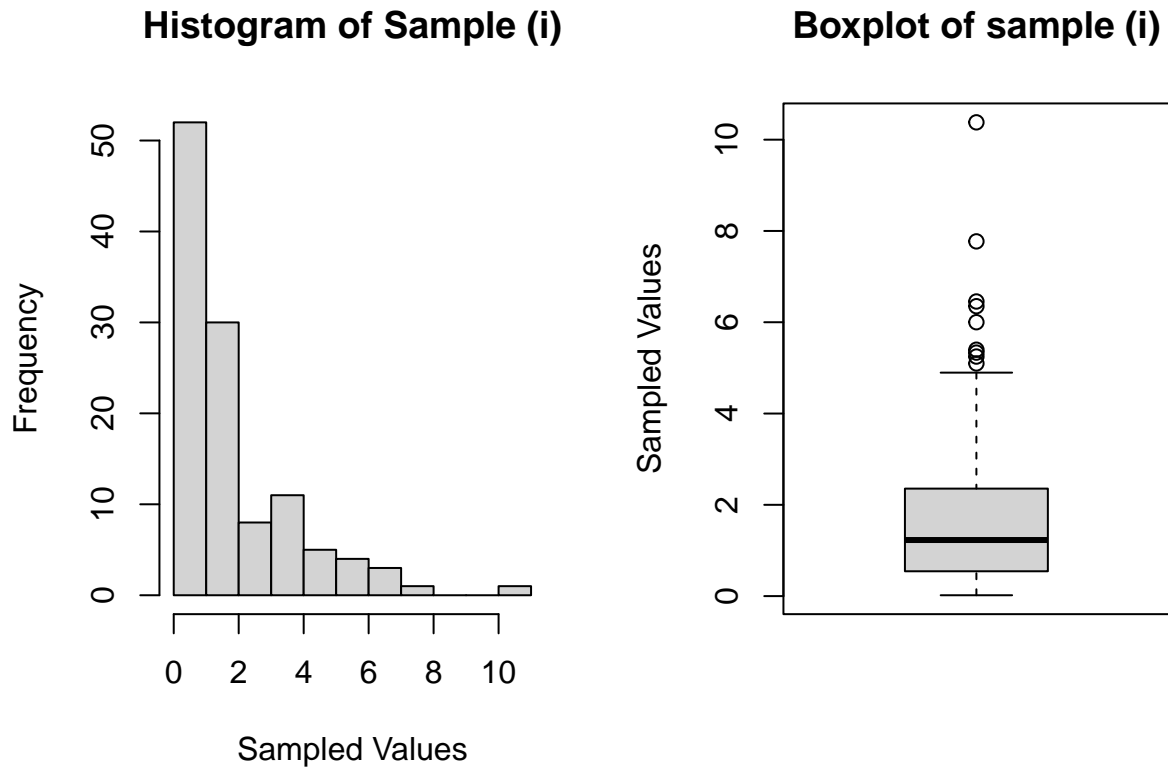 Histogram of Sample (i)
Frequency
50
40
30
20
10
0
0 2 4 6 8 10
Sampled Values
Boxplot of sample (i)
Sampled Values
10
8
6
4
2
0